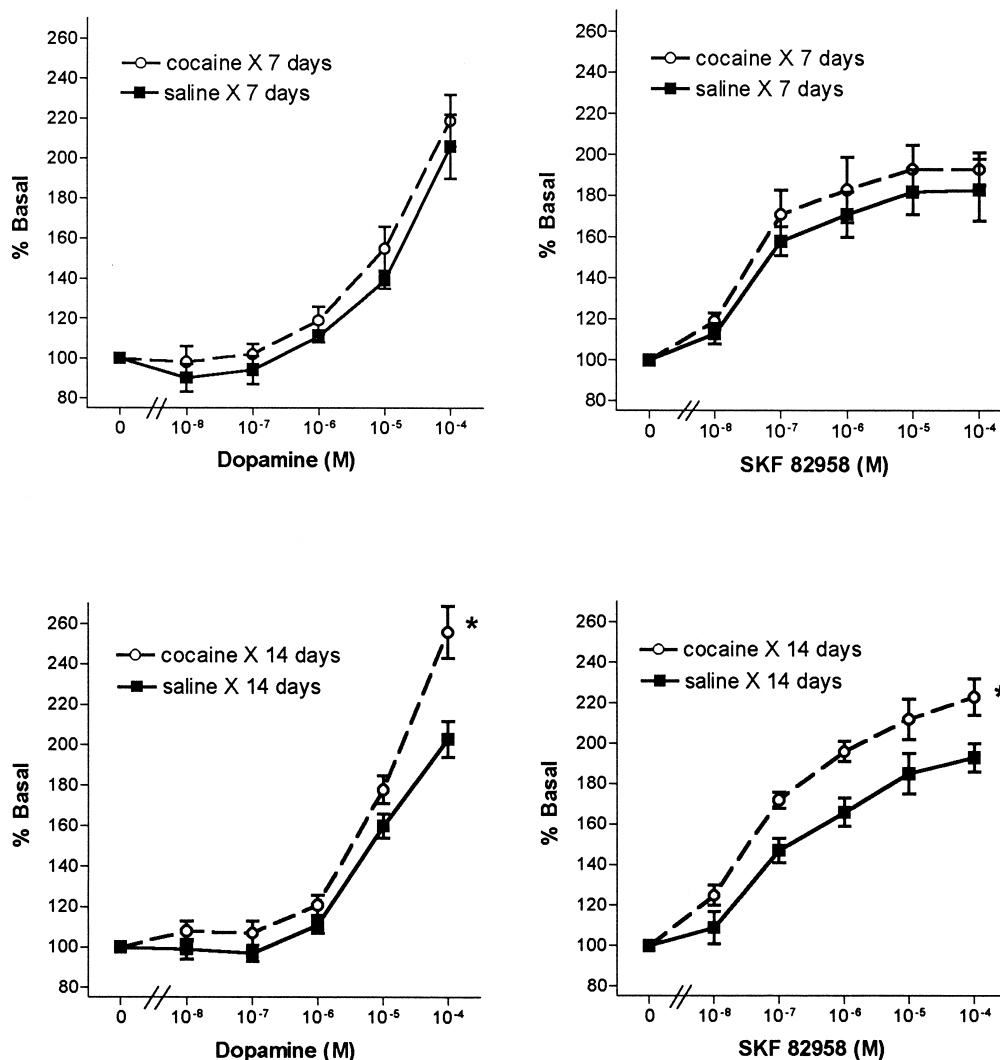 260
240
220
200
180
160
140
120
100
80
% Basal
cocaine X 7 days
saline X 7 days
0 10⁻⁸ 10⁻⁷ 10⁻⁶ 10⁻⁵ 10⁻⁴
Dopamine (M)
260
240
220
200
180
160
140
120
100
80
% Basal
cocaine X 7 days
saline X 7 days
0 10⁻⁸ 10⁻⁷ 10⁻⁶ 10⁻⁵ 10⁻⁴
SKF 82958 (M)
260
240
220
200
180
160
140
120
100
80
% Basal
cocaine X 14 days
saline X 14 days
*
0 10⁻⁸ 10⁻⁷ 10⁻⁶ 10⁻⁵ 10⁻⁴
Dopamine (M)
260
240
220
200
180
160
140
120
100
80
% Basal
cocaine X 14 days
saline X 14 days
*
0 10⁻⁸ 10⁻⁷ 10⁻⁶ 10⁻⁵ 10⁻⁴
SKF 82958 (M)